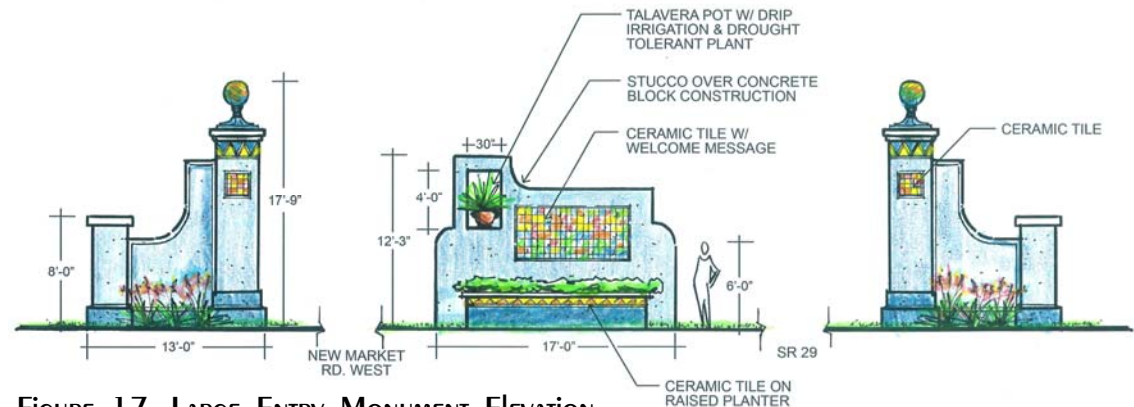 TALAVERA POT W/ DRIP
IRRIGATION & DROUGHT
TOLERANT PLANT
STUCCO OVER CONCRETE
BLOCK CONSTRUCTION
CERAMIC TILE W/
WELCOME MESSAGE
CERAMIC TILE
30"
17'-9"
4'-0"
12'-3"
8'-0"
6'-0"
13'-0"
NEW MARKET
RD. WEST
17'-0"
SR 29
CERAMIC TILE ON
RAISED PLANTER
FIGURE 17. LARGE ENTRY MONUMENT ELEVATION